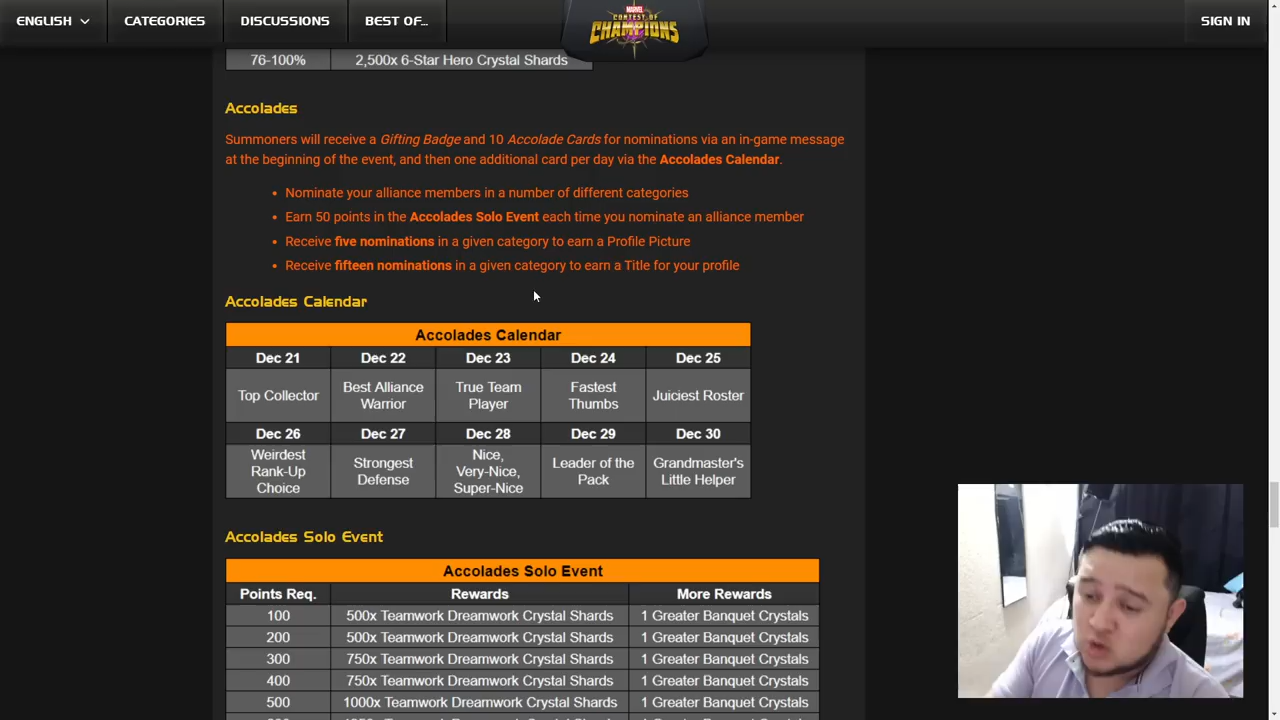 ENGLISH CATEGORIES DISCUSSIONS BEST OF... MARVEL CONTEST OF CHAMPIONS SIGN IN
76-100% 2,500x 6-Star Hero Crystal Shards
Accolades
Summoners will receive a Gifting Badge and 10 Accolade Cards for nominations via an in-game message
at the beginning of the event, and then one additional card per day via the Accolades Calendar.
• Nominate your alliance members in a number of different categories
• Earn 50 points in the Accolades Solo Event each time you nominate an alliance member
• Receive five nominations in a given category to earn a Profile Picture
• Receive fifteen nominations in a given category to earn a Title for your profile
Accolades Calendar
Accolades Calendar
Dec 21 Dec 22 Dec 23 Dec 24 Dec 25
Top Collector Best Alliance Warrior True Team Player Fastest Thumbs Juiciest Roster
Dec 26 Dec 27 Dec 28 Dec 29 Dec 30
Weirdest Rank-Up Choice Strongest Defense Nice, Very-Nice, Super-Nice Leader of the Pack Grandmaster's Little Helper
Accolades Solo Event
Accolades Solo Event
Points Req. Rewards More Rewards
100 500x Teamwork Dreamwork Crystal Shards 1 Greater Banquet Crystals
200 500x Teamwork Dreamwork Crystal Shards 1 Greater Banquet Crystals
300 750x Teamwork Dreamwork Crystal Shards 1 Greater Banquet Crystals
400 750x Teamwork Dreamwork Crystal Shards 1 Greater Banquet Crystals
500 1000x Teamwork Dreamwork Crystal Shards 1 Greater Banquet Crystals